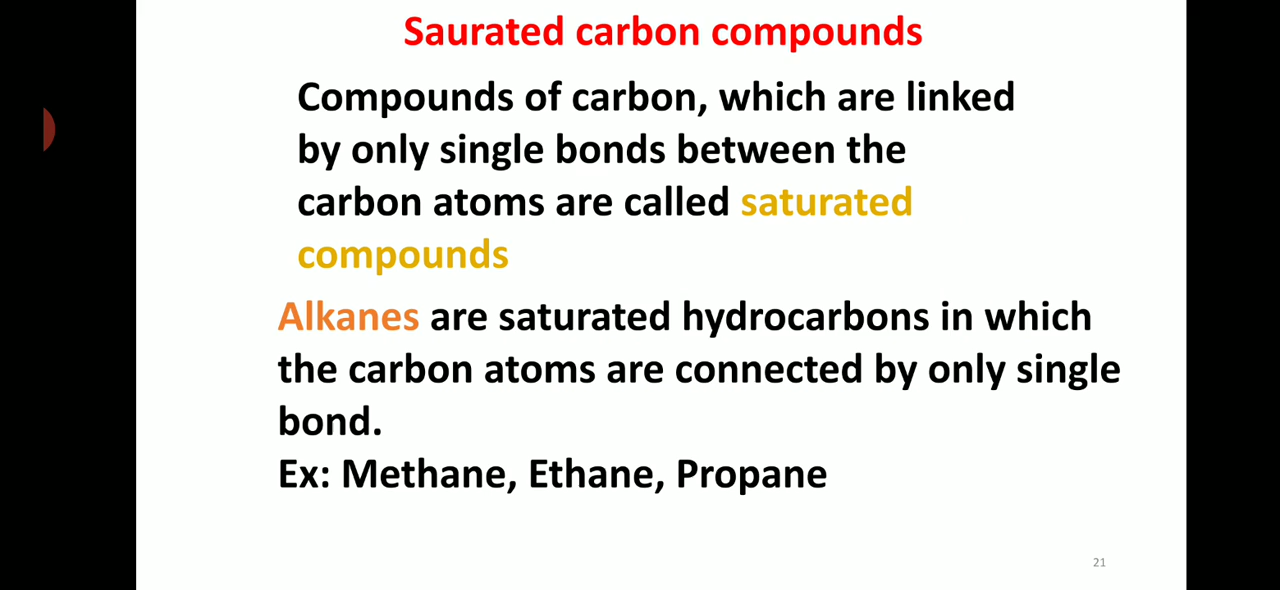 Saurated carbon compounds
Compounds of carbon, which are linked
by only single bonds between the
carbon atoms are called saturated
compounds
Alkanes are saturated hydrocarbons in which
the carbon atoms are connected by only single
bond.
Ex: Methane, Ethane, Propane
21